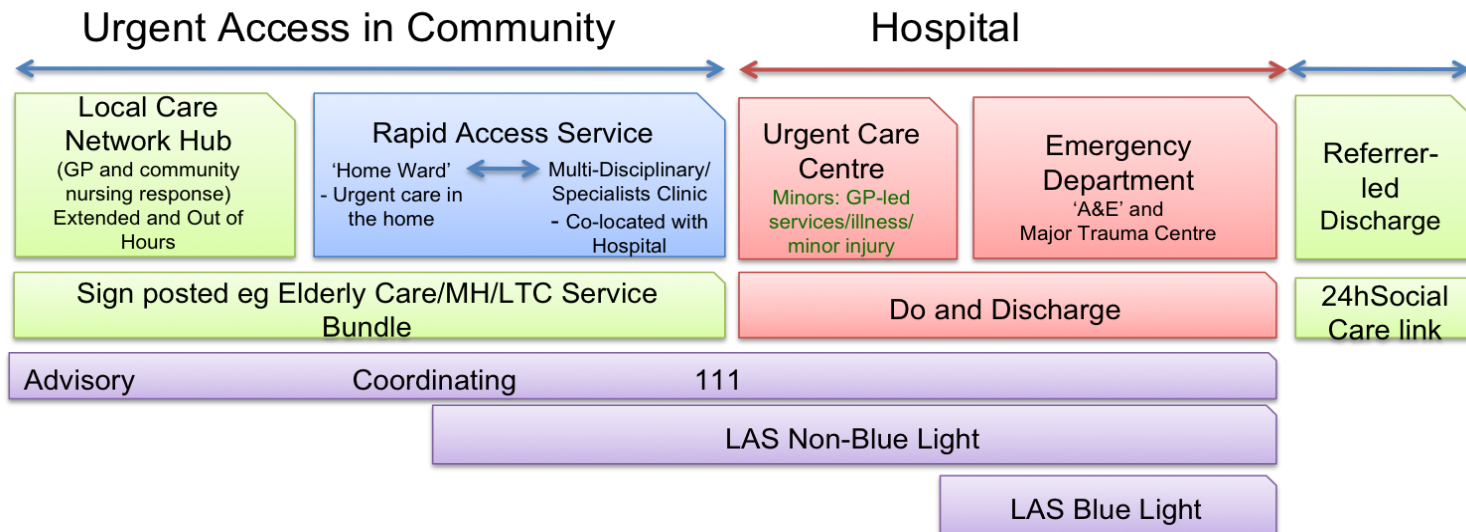 Urgent Access in Community
Hospital
Local Care
Network Hub
(GP and community
nursing response)
Extended and Out of
Hours
Rapid Access Service
‘Home Ward’
- Urgent care in
the home
Multi-Disciplinary/
Specialists Clinic
- Co-located with
Hospital
Urgent Care
Centre
Minors: GP-led
services/illness/
minor injury
Emergency
Department
‘A&E’ and
Major Trauma Centre
Referrer-
led
Discharge
Sign posted eg Elderly Care/MH/LTC Service
Bundle
Do and Discharge
24hSocial
Care link
Advisory Coordinating 111
LAS Non-Blue Light
LAS Blue Light